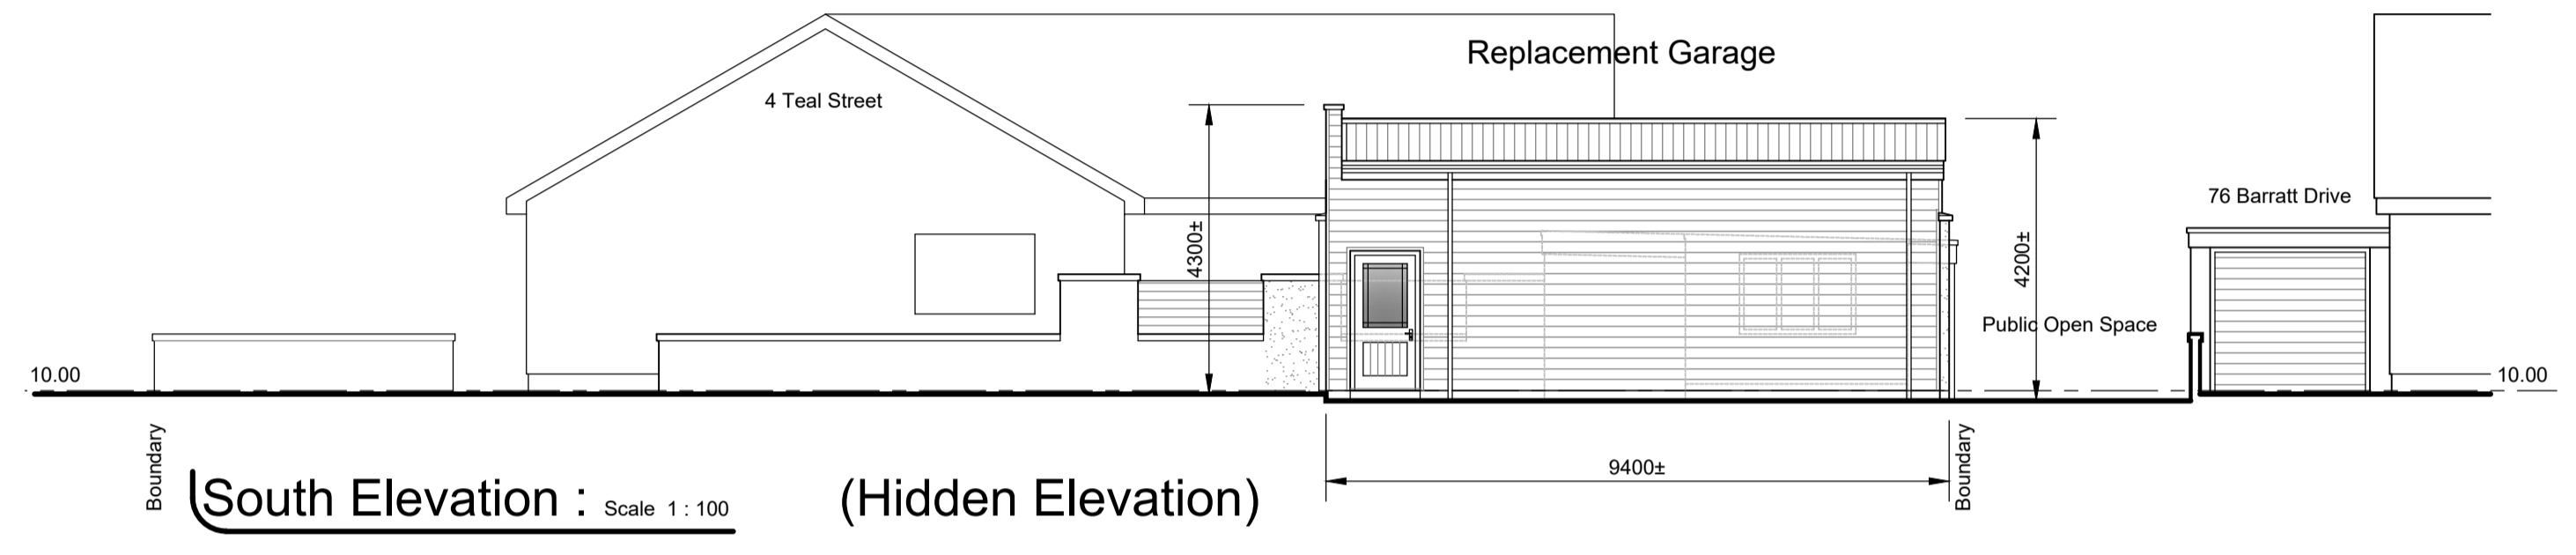 Replacement Garage
4 Teal Street
76 Barratt Drive
4300±
4200±
Public Open Space
10.00
10.00
Boundary
Boundary
9400±
South Elevation : Scale 1 : 100
(Hidden Elevation)